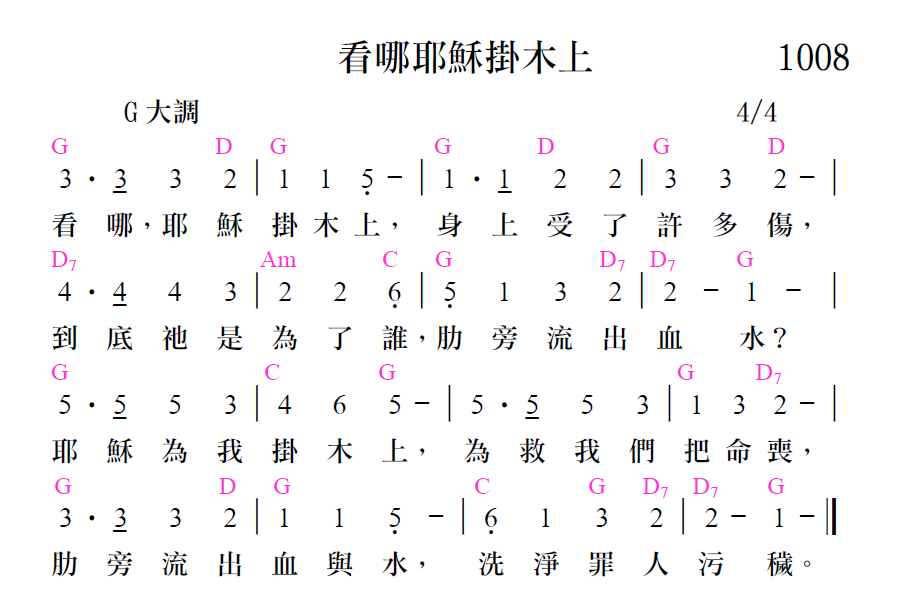 看哪耶穌掛木上 1008
G 大調 4/4
G D G G D G D
3 · 3 3 2 | 1 1 5 - | 1 · 1 2 2 | 3 3 2 - |
看 哪,耶 穌 掛 木 上, 身 上 受 了 許 多 傷,
D7 Am C G D7 D7 G
4 · 4 4 3 | 2 2 6 | 5 1 3 2 | 2 - 1 - |
到 底 祂 是 為 了 誰,肋 旁 流 出 血 水?
G C G G D7
5 · 5 5 3 | 4 6 5 - | 5 · 5 5 3 | 1 3 2 - |
耶 穌 為 我 掛 木 上, 為 救 我 們 把 命 喪,
G D G C G D7 D7 G
3 · 3 3 2 | 1 1 5 - | 6 1 3 2 | 2 - 1 - ||
肋 旁 流 出 血 與 水, 洗 淨 罪 人 污 穢。